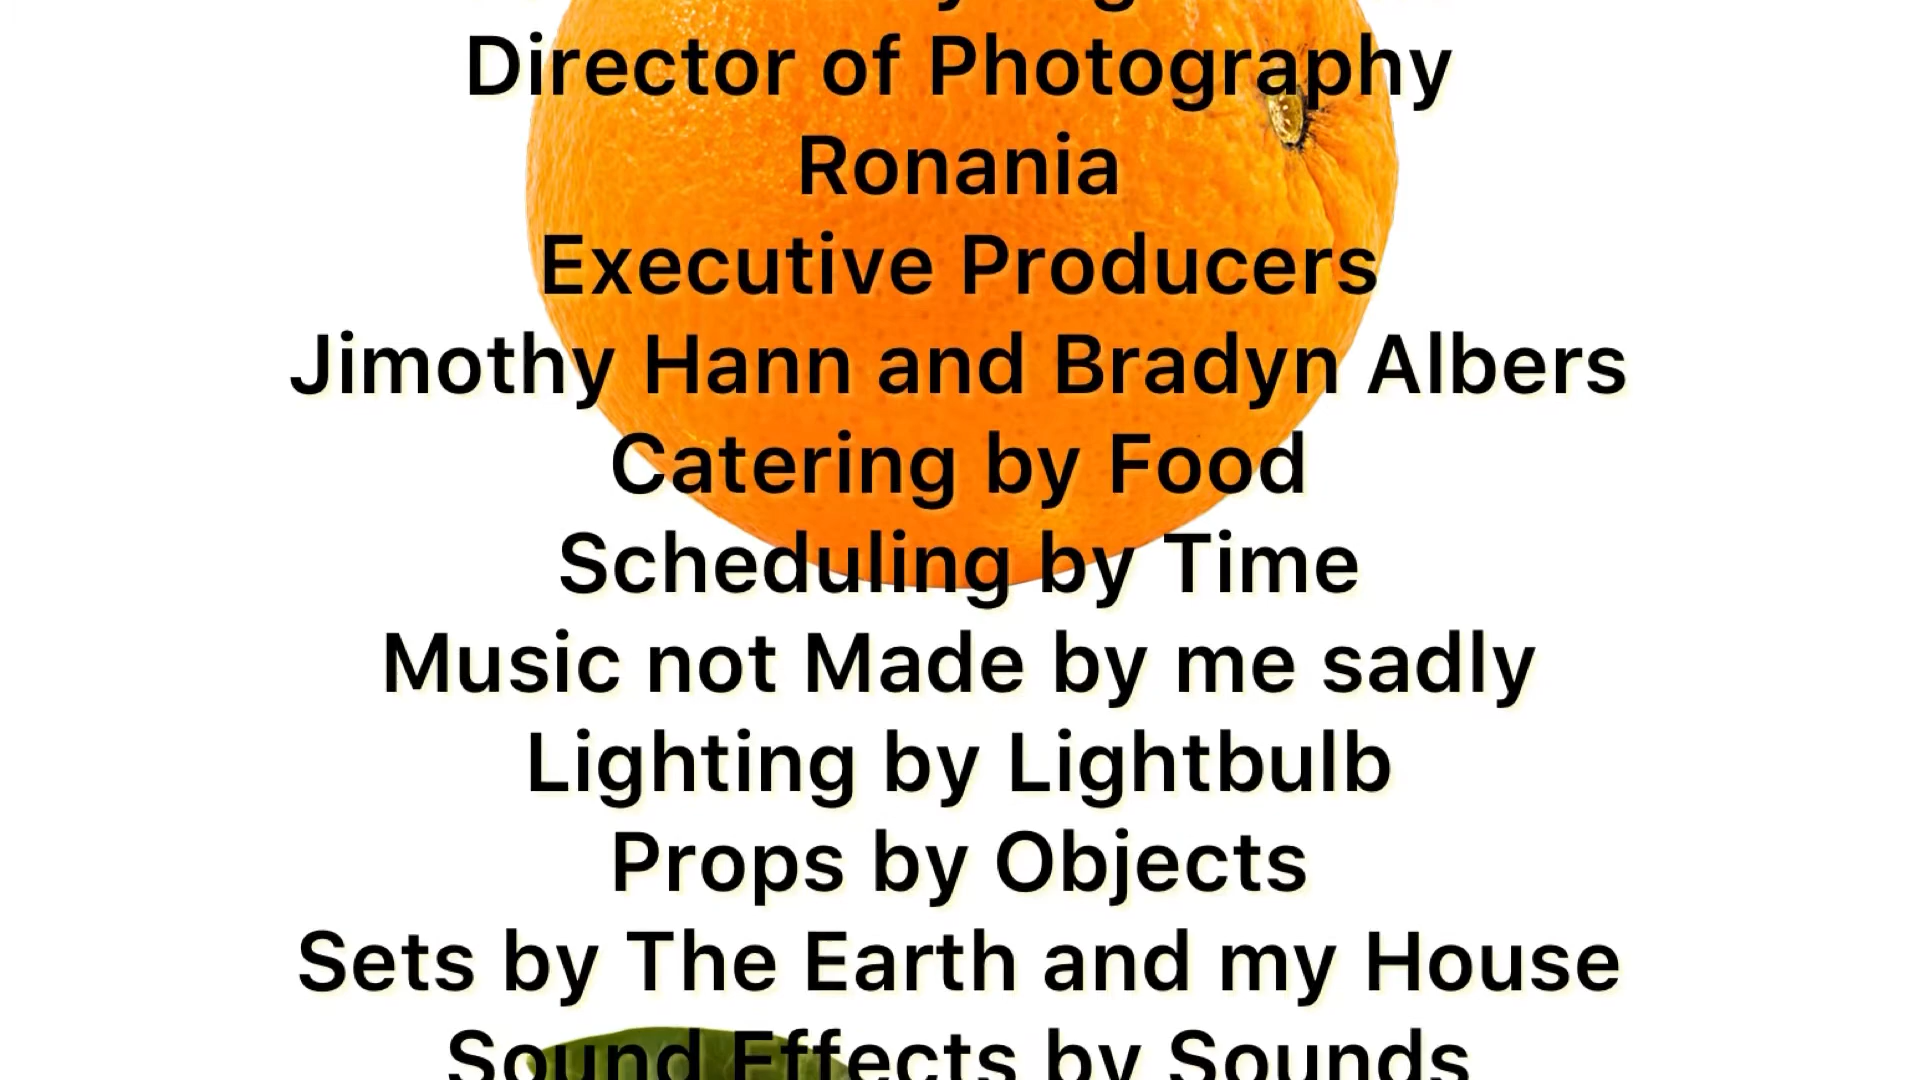 Director of Photography
Ronania
Executive Producers
Jimothy Hann and Bradyn Albers
Catering by Food
Scheduling by Time
Music not Made by me sadly
Lighting by Lightbulb
Props by Objects
Sets by The Earth and my House
Sound Effects by Sounds